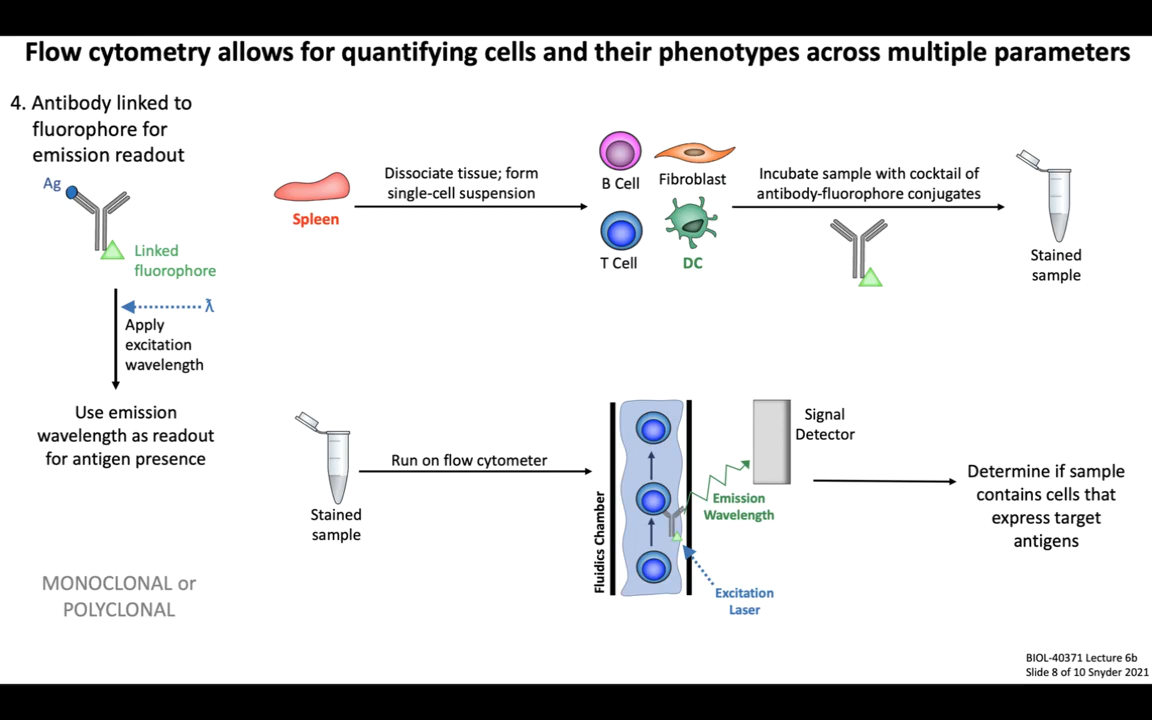 Flow cytometry allows for quantifying cells and their phenotypes across multiple parameters
4. Antibody linked to
fluorophore for
emission readout
Ag
Linked
fluorophore
λ
Apply
excitation
wavelength
Use emission
wavelength as readout
for antigen presence
MONOCLONAL or
POLYCLONAL
Spleen
Dissociate tissue; form
single-cell suspension
B Cell
Fibroblast
T Cell
DC
Incubate sample with cocktail of
antibody-fluorophore conjugates
Stained
sample
Stained
sample
Run on flow cytometer
Fluidics Chamber
Signal
Detector
Emission
Wavelength
Excitation
Laser
Determine if sample
contains cells that
express target
antigens
BIOL-40371 Lecture 6b
Slide 8 of 10 Snyder 2021